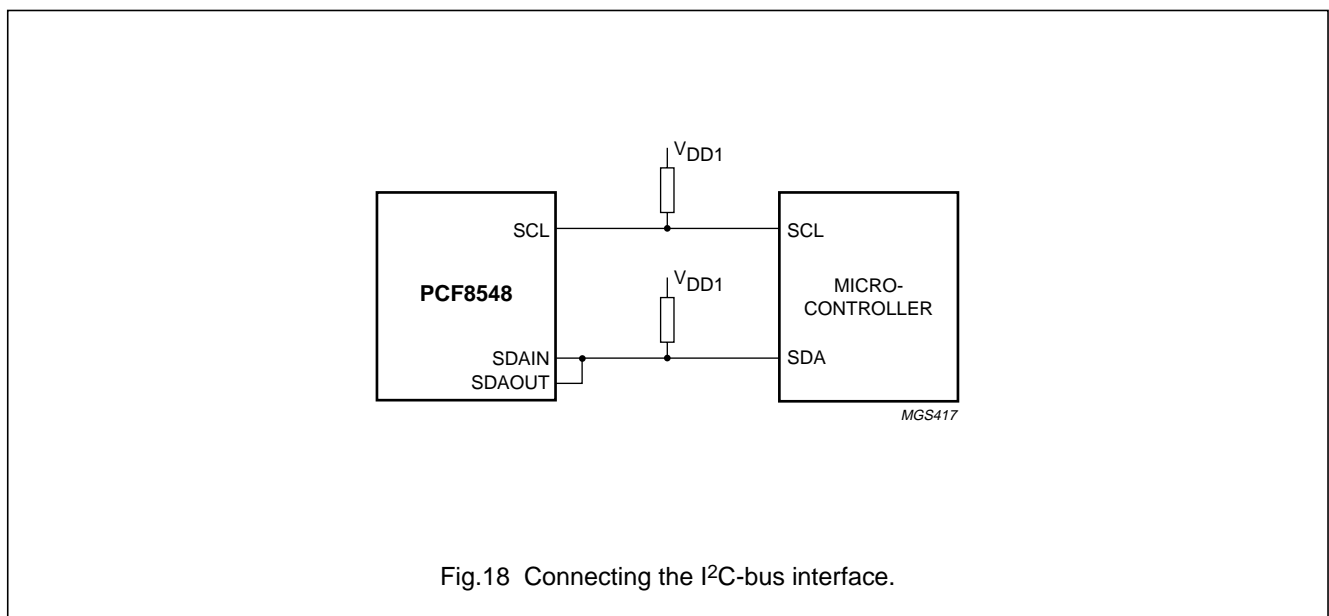 VDD1
SCL
SCL
VDD1
PCF8548
MICRO-
CONTROLLER
SDAIN
SDA
SDAOUT
MGS417
Fig.18 Connecting the I2C-bus interface.